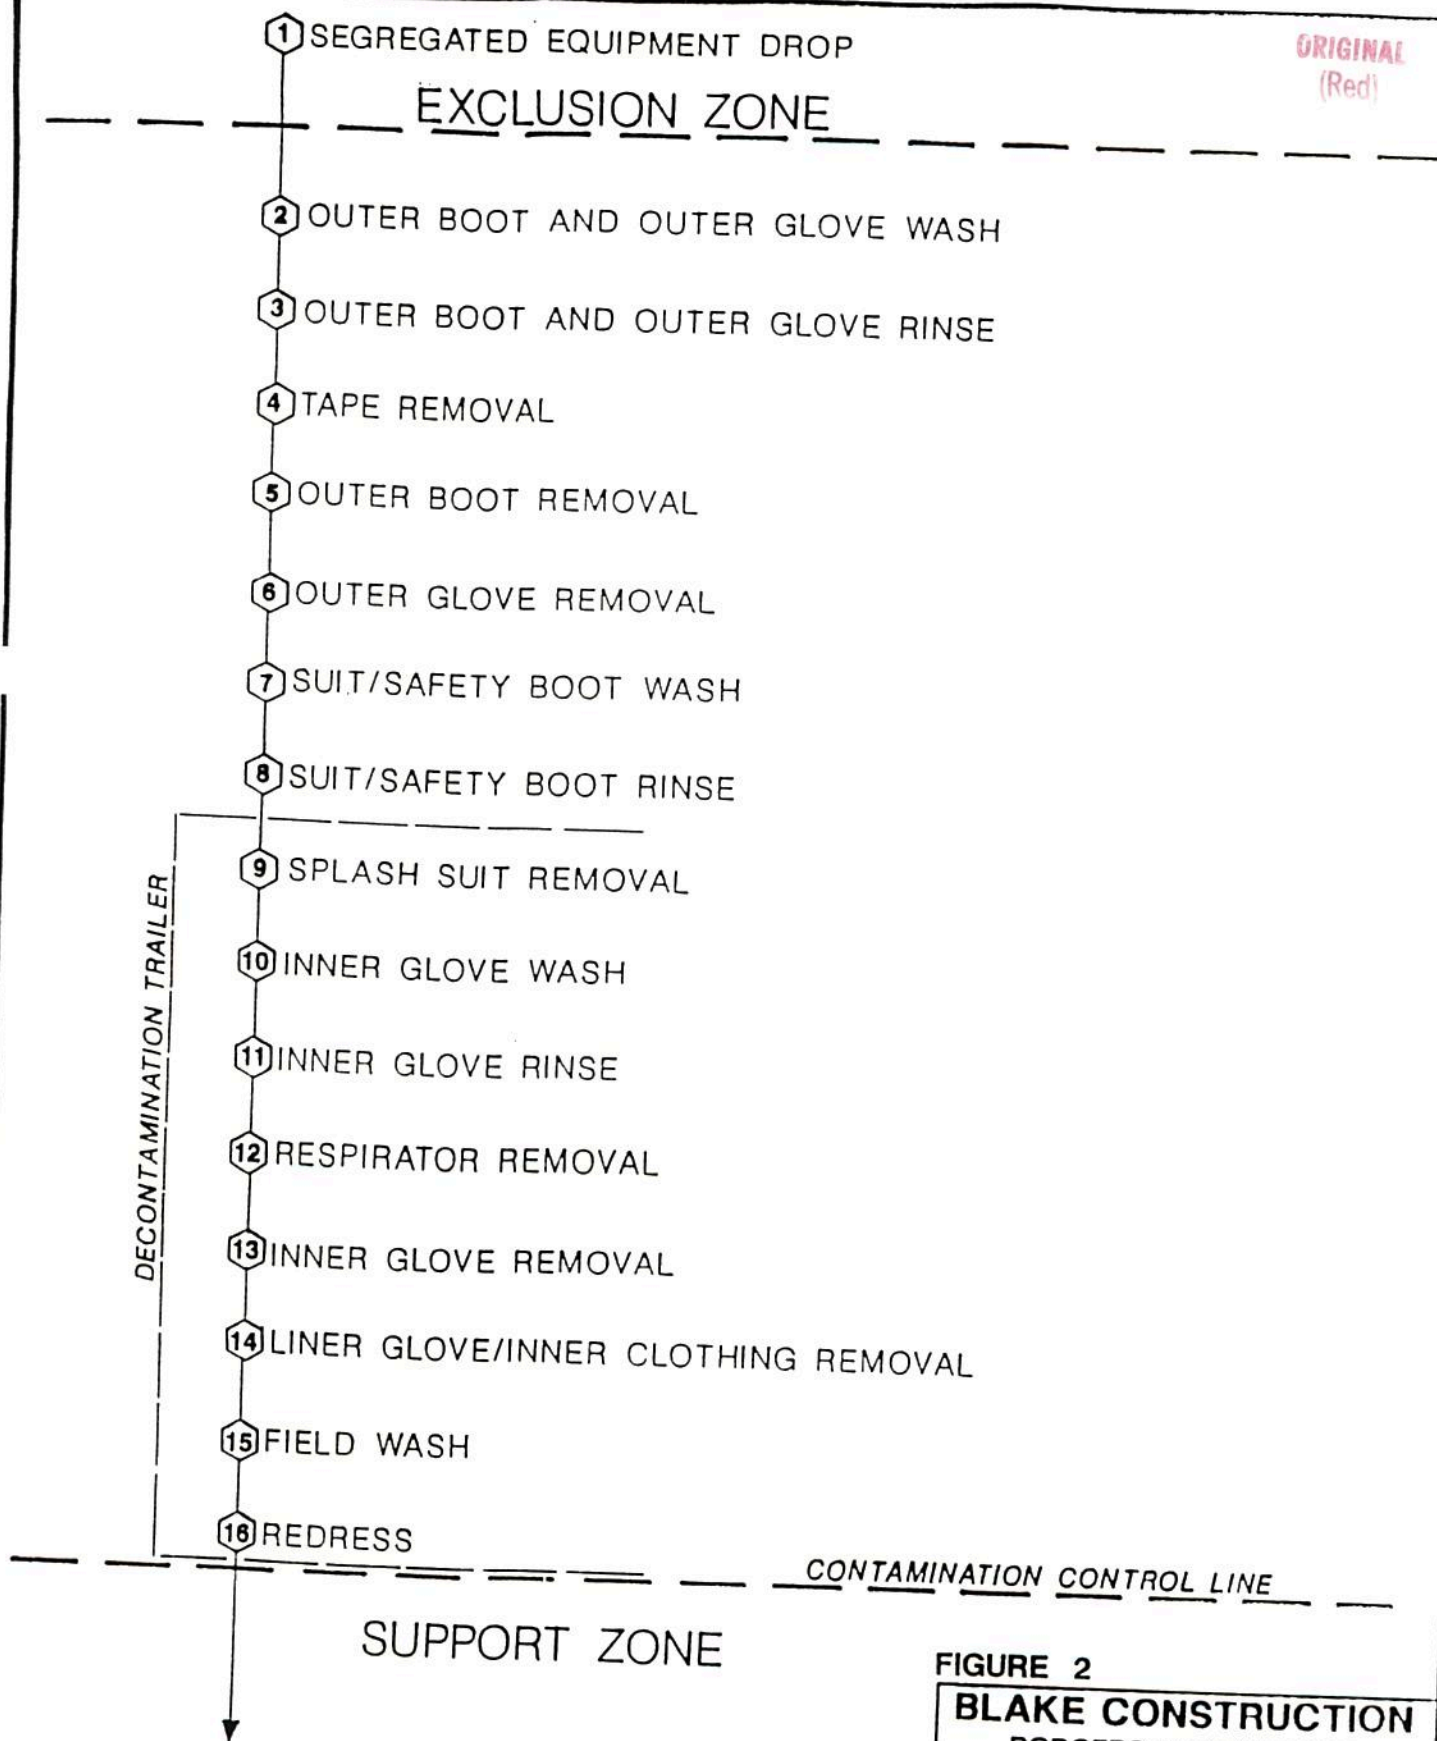 1 SEGREGATED EQUIPMENT DROP
ORIGINAL
(Red)
EXCLUSION ZONE
2 OUTER BOOT AND OUTER GLOVE WASH
3 OUTER BOOT AND OUTER GLOVE RINSE
4 TAPE REMOVAL
5 OUTER BOOT REMOVAL
6 OUTER GLOVE REMOVAL
7 SUIT/SAFETY BOOT WASH
8 SUIT/SAFETY BOOT RINSE
DECONTAMINATION TRAILER
9 SPLASH SUIT REMOVAL
10 INNER GLOVE WASH
11 INNER GLOVE RINSE
12 RESPIRATOR REMOVAL
13 INNER GLOVE REMOVAL
14 LINER GLOVE/INNER CLOTHING REMOVAL
15 FIELD WASH
16 REDRESS
CONTAMINATION CONTROL LINE
SUPPORT ZONE
FIGURE 2
BLAKE CONSTRUCTION